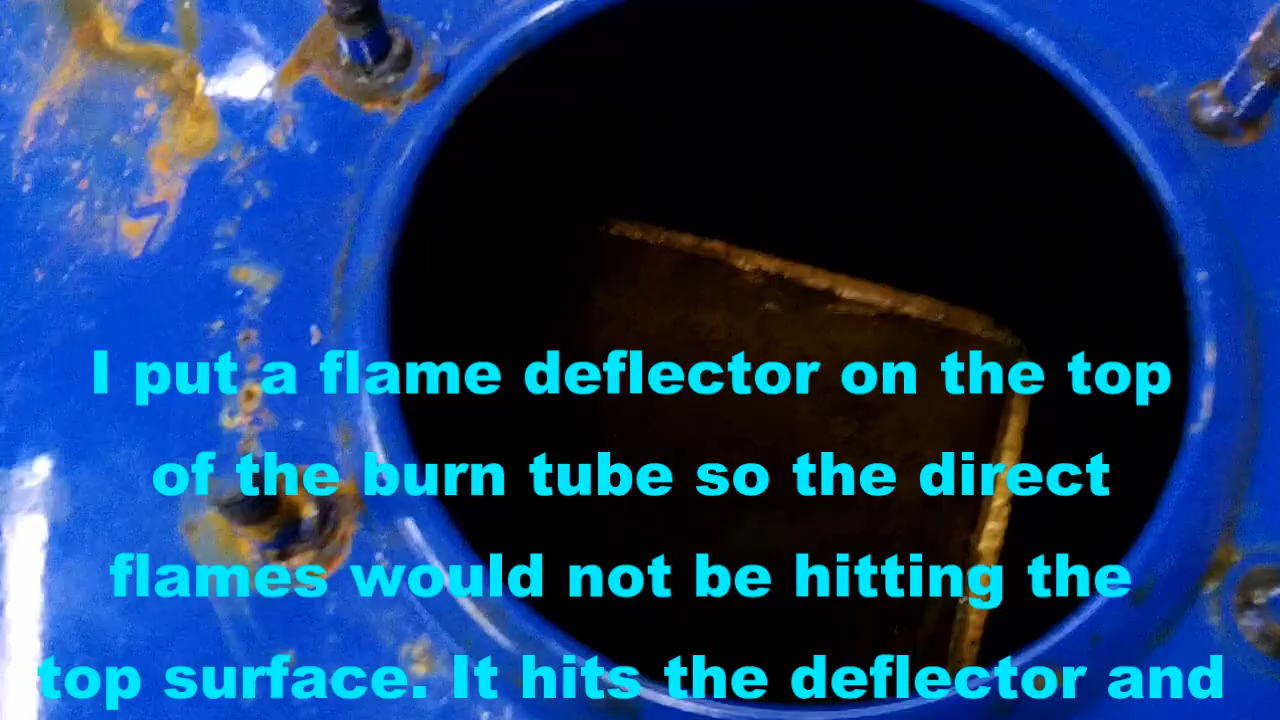 I put a flame deflector on the top
of the burn tube so the direct
flames would not be hitting the
top surface. It hits the deflector and